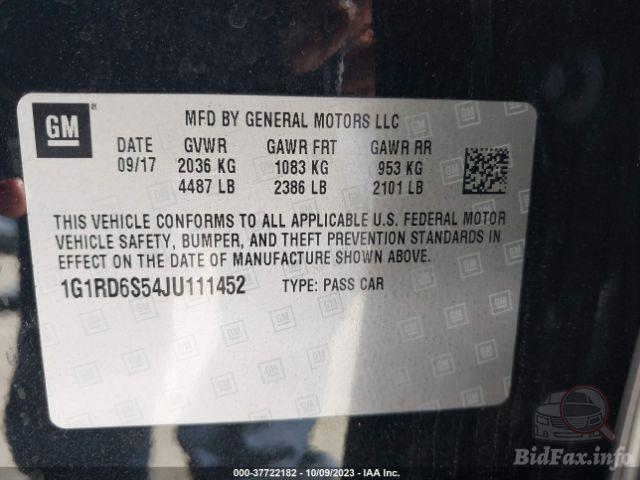 GM
MFD BY GENERAL MOTORS LLC
DATE GVWR GAWR FRT GAWR RR
09/17 2036 KG 1083 KG 953 KG
4487 LB 2386 LB 2101 LB
THIS VEHICLE CONFORMS TO ALL APPLICABLE U.S. FEDERAL MOTOR
VEHICLE SAFETY, BUMPER, AND THEFT PREVENTION STANDARDS IN
EFFECT ON THE DATE OF MANUFACTURE SHOWN ABOVE.
1G1RD6S54JU111452 TYPE: PASS CAR
BidFax.info
000-37722182 - 10/09/2023 - IAA Inc.